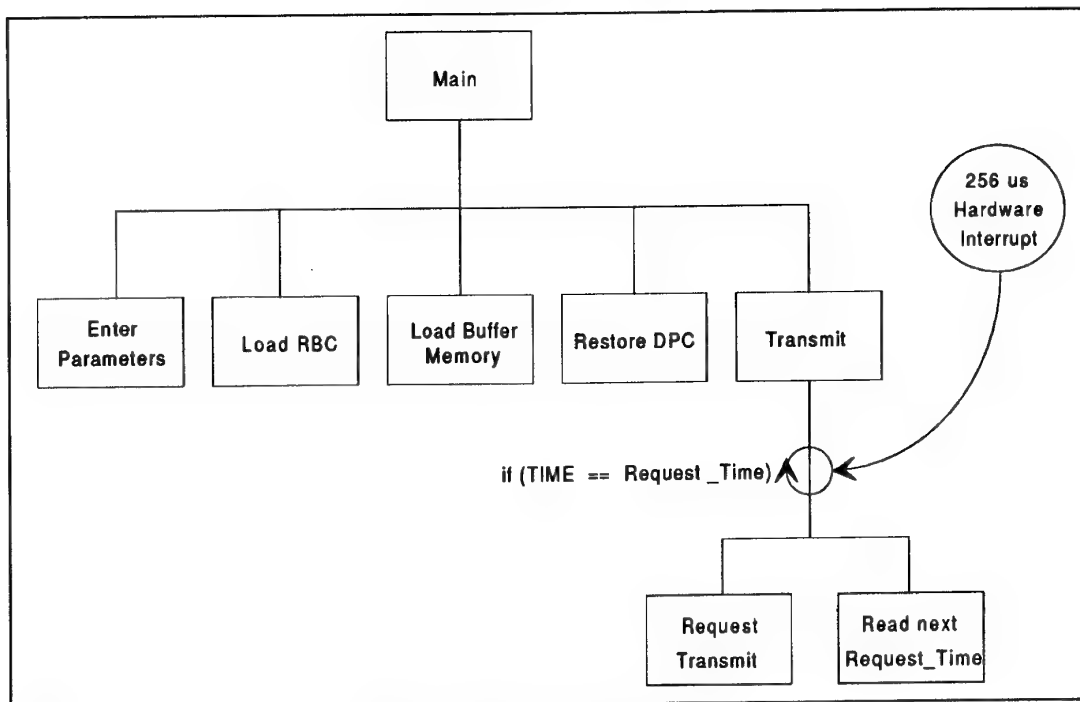 Main
256 us
Hardware
Interrupt
Enter
Parameters
Load RBC
Load Buffer
Memory
Restore DPC
Transmit
if (TIME == Request _Time)
Request
Transmit
Read next
Request_Time